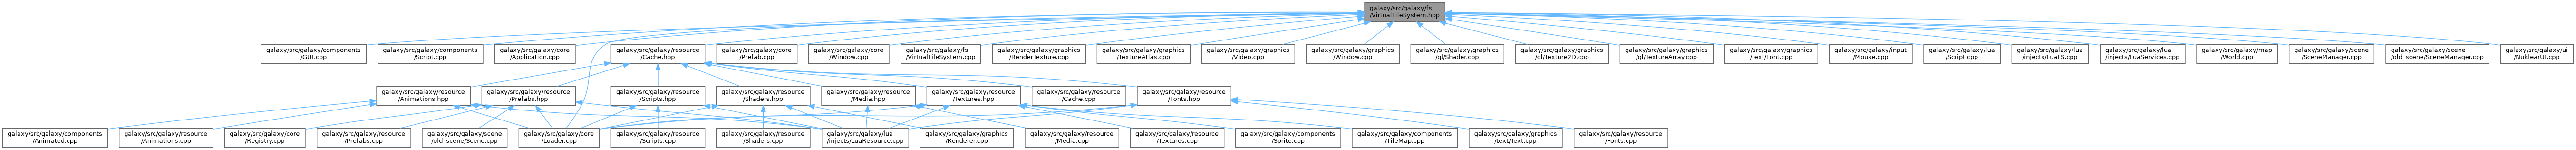 galaxy/src/galaxy/fs
/VirtualFileSystem.hpp
galaxy/src/galaxy/components
/GUI.cpp
galaxy/src/galaxy/components
/Script.cpp
galaxy/src/galaxy/core
/Application.cpp
galaxy/src/galaxy/resource
/Cache.hpp
galaxy/src/galaxy/core
/Prefab.cpp
galaxy/src/galaxy/core
/Window.cpp
galaxy/src/galaxy/fs
/VirtualFileSystem.cpp
galaxy/src/galaxy/graphics
/RenderTexture.cpp
galaxy/src/galaxy/graphics
/TextureAtlas.cpp
galaxy/src/galaxy/graphics
/Video.cpp
galaxy/src/galaxy/graphics
/Window.cpp
galaxy/src/galaxy/graphics
/gl/Shader.cpp
galaxy/src/galaxy/graphics
/gl/Texture2D.cpp
galaxy/src/galaxy/graphics
/gl/TextureArray.cpp
galaxy/src/galaxy/graphics
/text/Font.cpp
galaxy/src/galaxy/input
/Mouse.cpp
galaxy/src/galaxy/lua
/Script.cpp
galaxy/src/galaxy/lua
/injects/LuaFS.cpp
galaxy/src/galaxy/lua
/injects/LuaServices.cpp
galaxy/src/galaxy/map
/World.cpp
galaxy/src/galaxy/scene
/SceneManager.cpp
galaxy/src/galaxy/scene
/old_scene/SceneManager.cpp
galaxy/src/galaxy/ui
/NuklearUI.cpp
galaxy/src/galaxy/resource
/Animations.hpp
galaxy/src/galaxy/resource
/Prefabs.hpp
galaxy/src/galaxy/resource
/Scripts.hpp
galaxy/src/galaxy/resource
/Shaders.hpp
galaxy/src/galaxy/resource
/Media.hpp
galaxy/src/galaxy/resource
/Textures.hpp
galaxy/src/galaxy/resource
/Cache.cpp
galaxy/src/galaxy/resource
/Fonts.hpp
galaxy/src/galaxy/components
/Animated.cpp
galaxy/src/galaxy/resource
/Animations.cpp
galaxy/src/galaxy/core
/Registry.cpp
galaxy/src/galaxy/resource
/Prefabs.cpp
galaxy/src/galaxy/scene
/old_scene/Scene.cpp
galaxy/src/galaxy/core
/Loader.cpp
galaxy/src/galaxy/resource
/Scripts.cpp
galaxy/src/galaxy/resource
/Shaders.cpp
galaxy/src/galaxy/lua
/injects/LuaResource.cpp
galaxy/src/galaxy/graphics
/Renderer.cpp
galaxy/src/galaxy/resource
/Media.cpp
galaxy/src/galaxy/resource
/Textures.cpp
galaxy/src/galaxy/components
/Sprite.cpp
galaxy/src/galaxy/components
/TileMap.cpp
galaxy/src/galaxy/graphics
/text/Text.cpp
galaxy/src/galaxy/resource
/Fonts.cpp